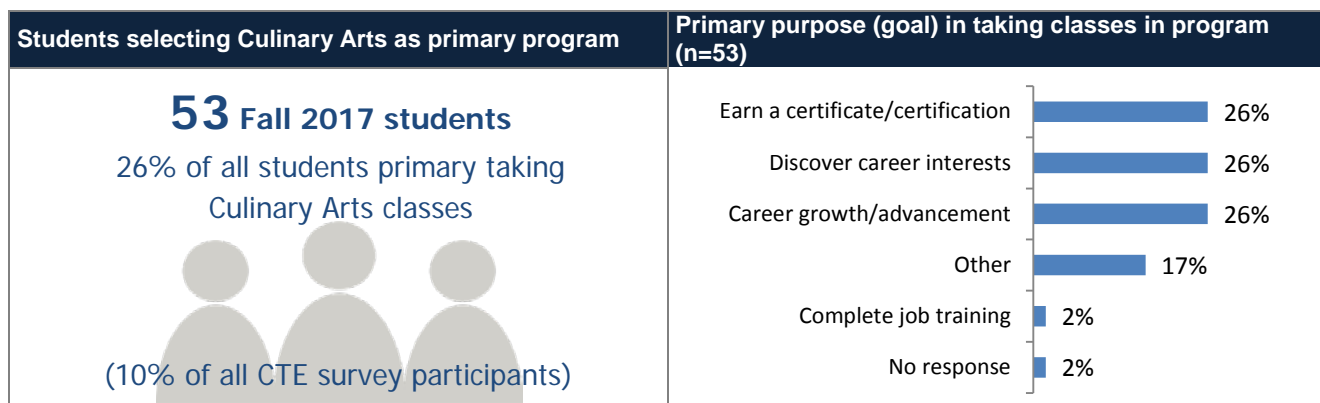 Students selecting Culinary Arts as primary program
53 Fall 2017 students
26% of all students primary taking
Culinary Arts classes
(10% of all CTE survey participants)
Primary purpose (goal) in taking classes in program
(n=53)
Earn a certificate/certification 26%
Discover career interests 26%
Career growth/advancement 26%
Other 17%
Complete job training 2%
No response 2%